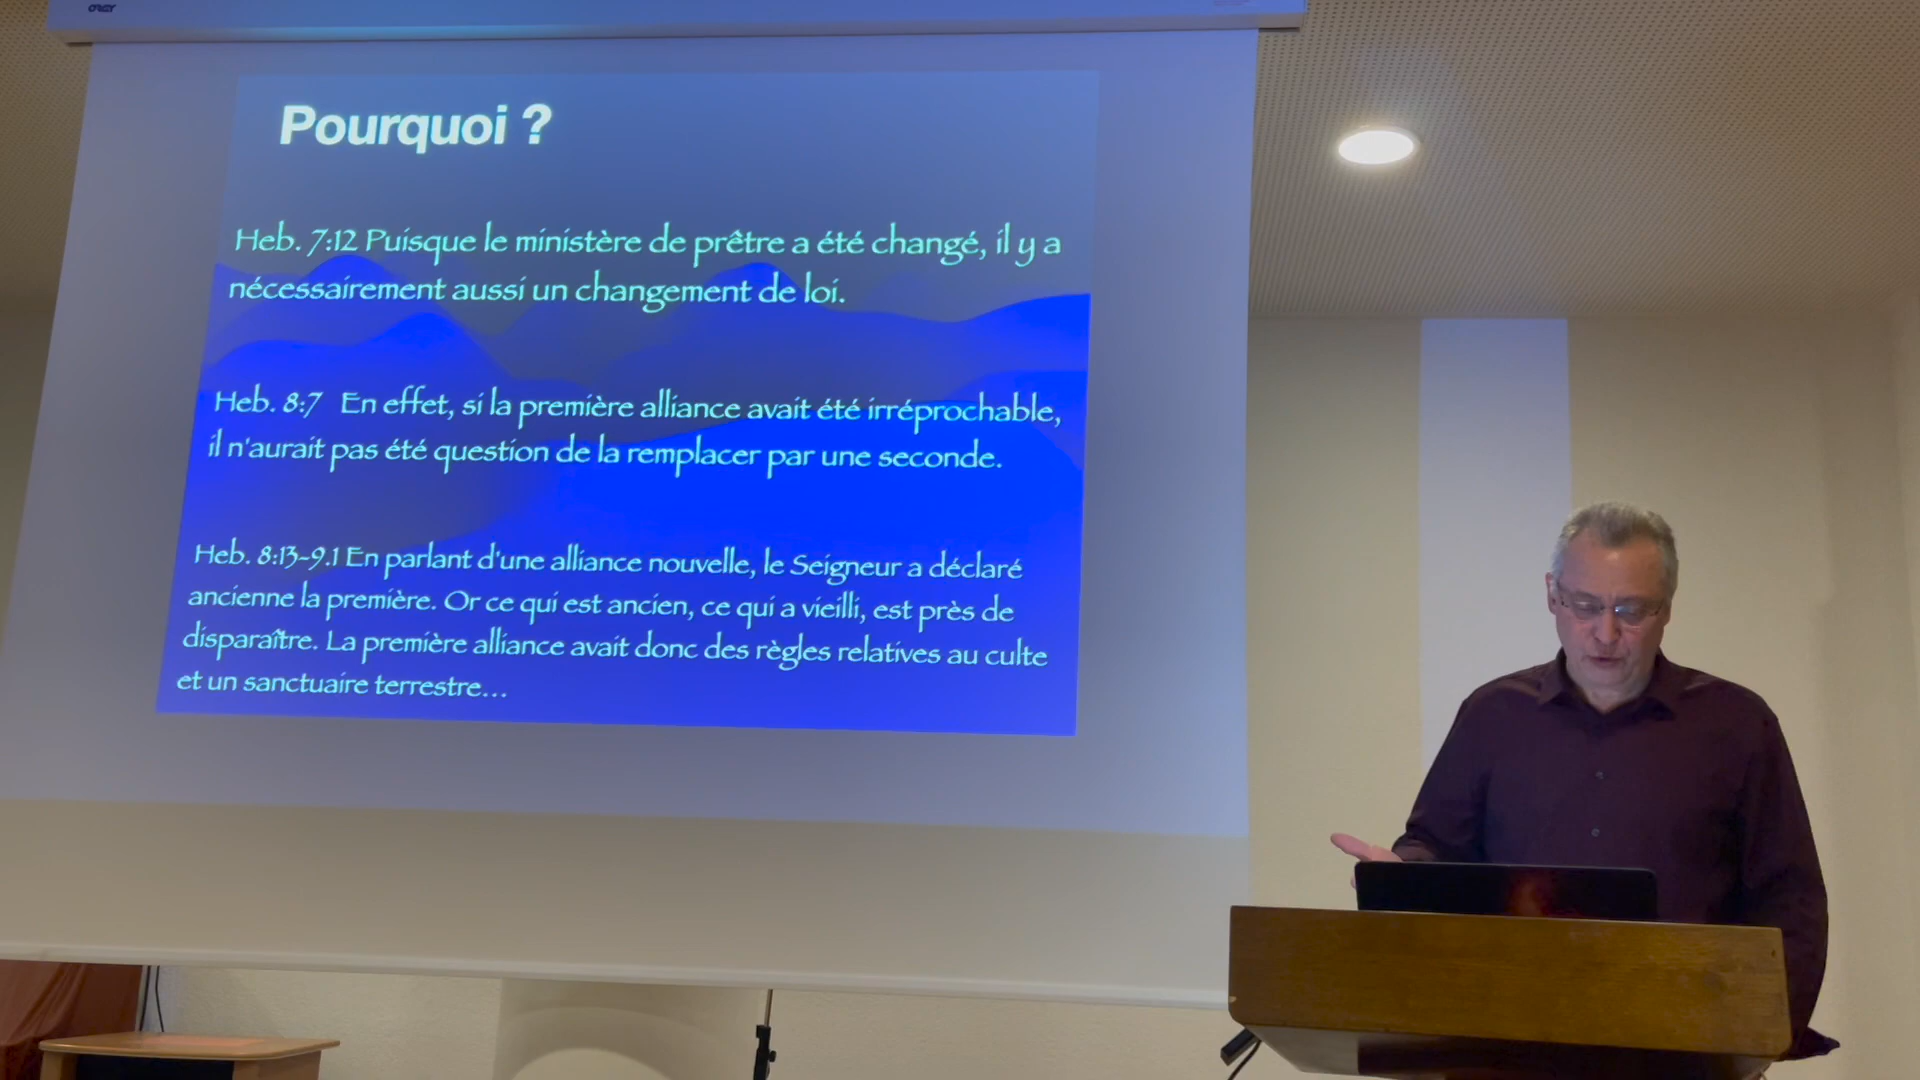 Pourquoi ?
Heb. 7:12 Puisque le ministère de prêtre a été changé, il y a
nécessairement aussi un changement de loi.
Heb. 8:7 En effet, si la première alliance avait été irréprochable,
il n'aurait pas été question de la remplacer par une seconde.
Heb. 8:13-9.1 En parlant d'une alliance nouvelle, le Seigneur a déclaré
ancienne la première. Or ce qui est ancien, ce qui a vieilli, est près de
disparaître. La première alliance avait donc des règles relatives au culte
et un sanctuaire terrestre...